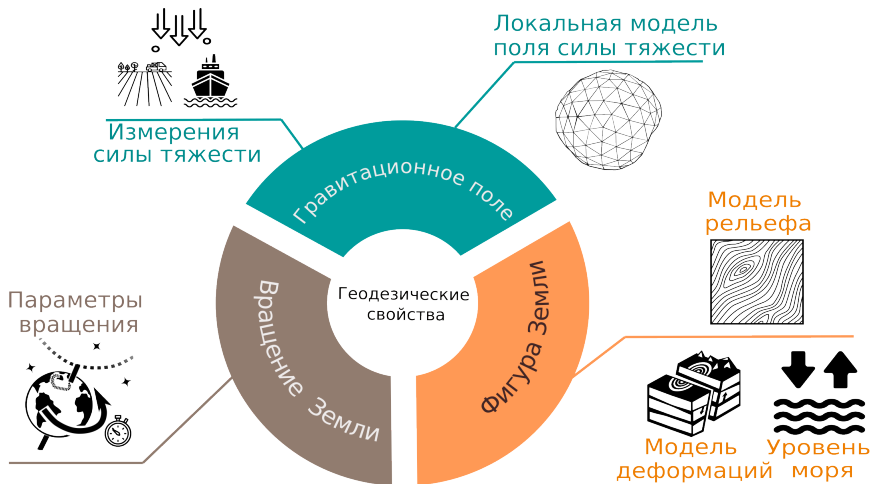 Локальная модель
поля силы тяжести
Измерения
силы тяжести
Гравитационное поле
Модель
рельефа
Геодезические
свойства
Параметры
вращения
Вращение Земли
Фигура Земли
Модель
деформаций
Уровень
моря